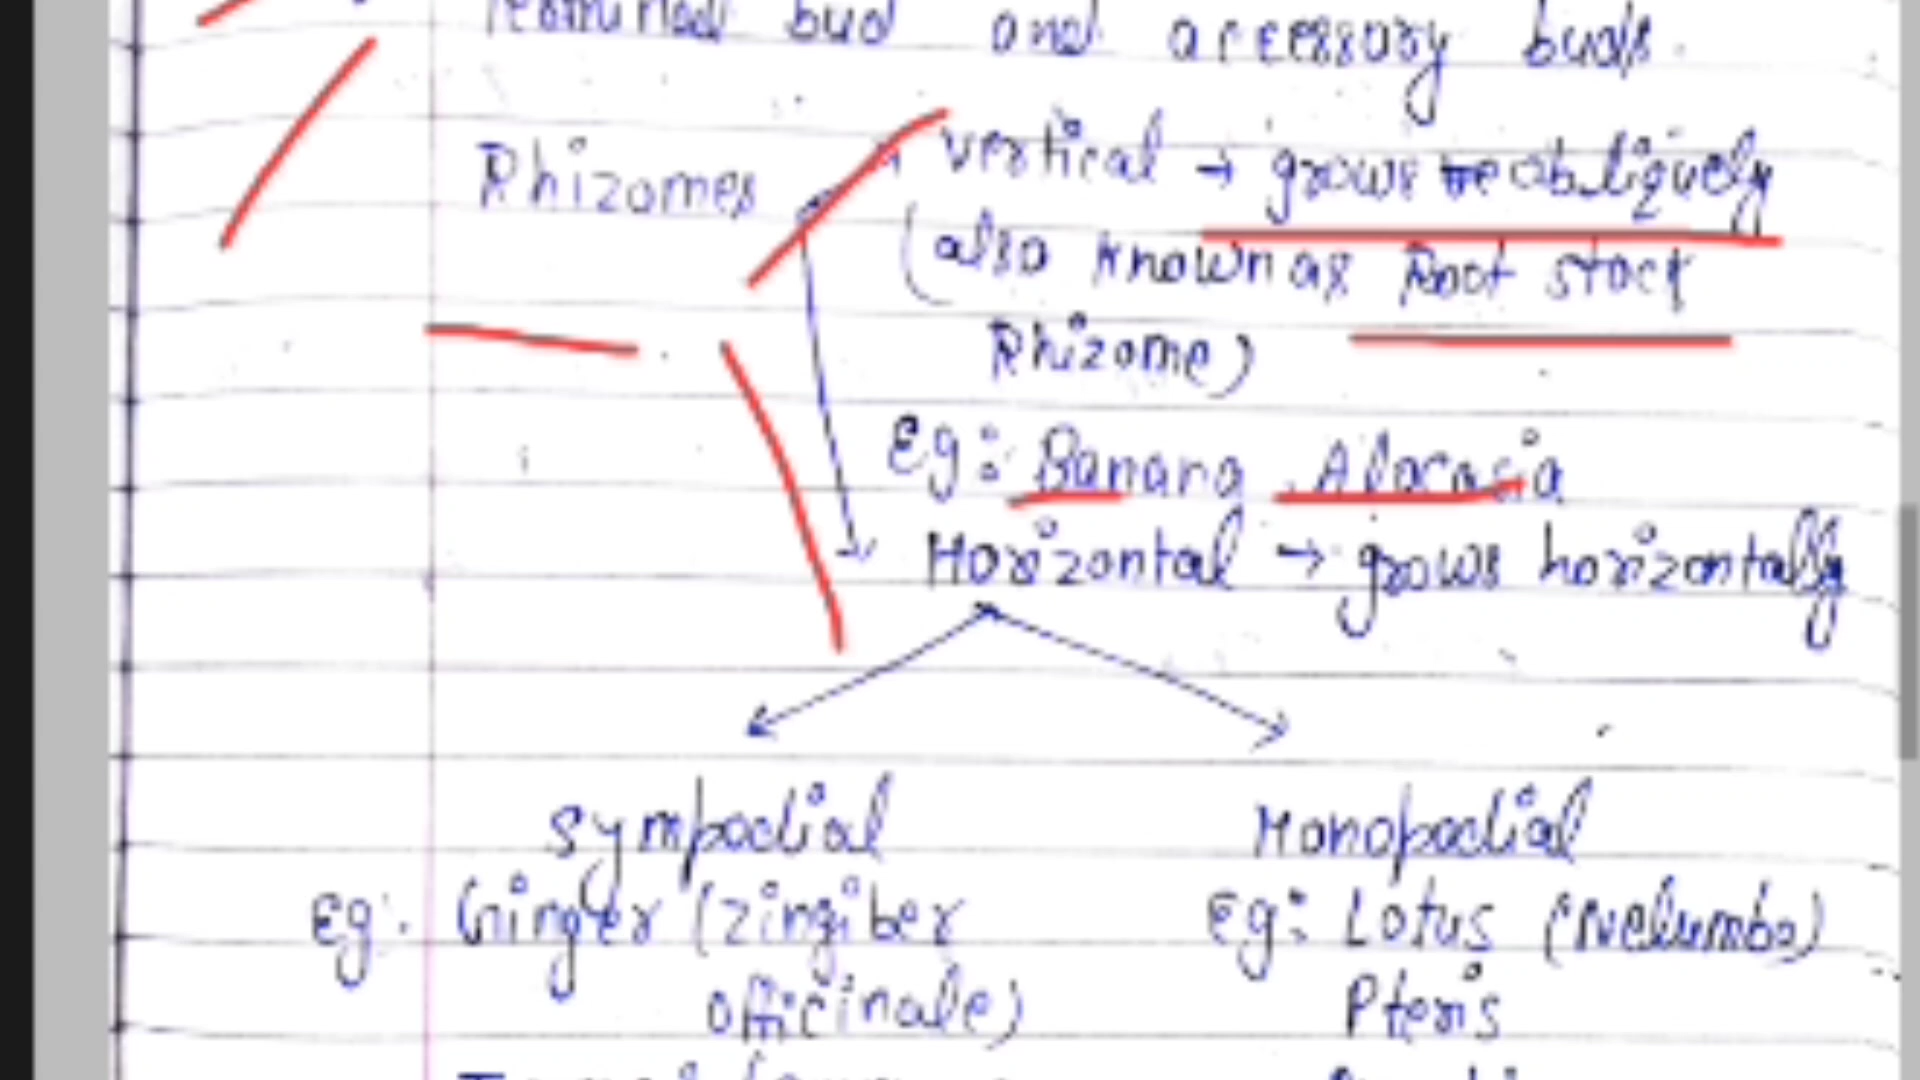 terminal bud and accessory buds.
Rhizomes
vertical → grows obliquely
(also known as Root stock
Rhizome)
Eg: Banana, Alocasia
Horizontal → grows horizontally
Sympodial
Monopodial
Eg: Ginger (zingiber
officinale)
Eg: Lotus (Nelumbo)
Pteris